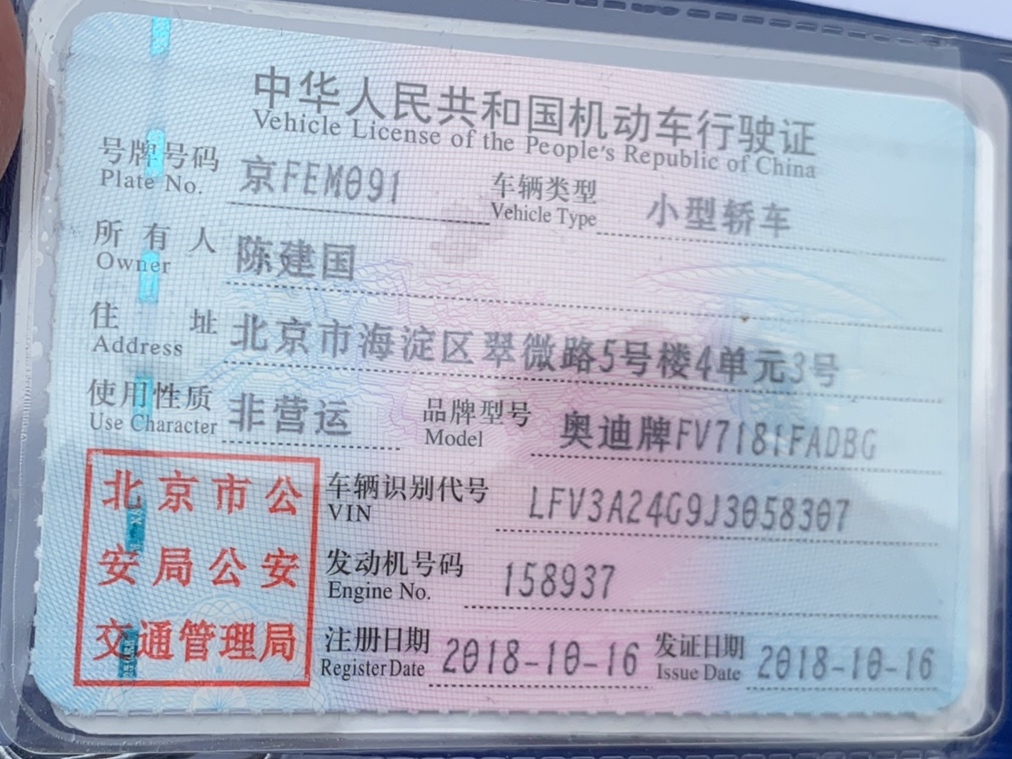 中华人民共和国机动车行驶证
Vehicle License of the People's Republic of China
号牌号码 京FEM091 车辆类型 小型轿车
Plate No. Vehicle Type
所有人 陈建国
Owner
住址 北京市海淀区翠微路5号楼4单元3号
Address
使用性质 非营运 品牌型号 奥迪牌FV7181FADBG
Use Character Model
北京市公
安局公安
交通管理局
车辆识别代号 LFV3A24G9J3058307
VIN
发动机号码 158937
Engine No.
注册日期 2018-10-16 发证日期 2018-10-16
Register Date Issue Date